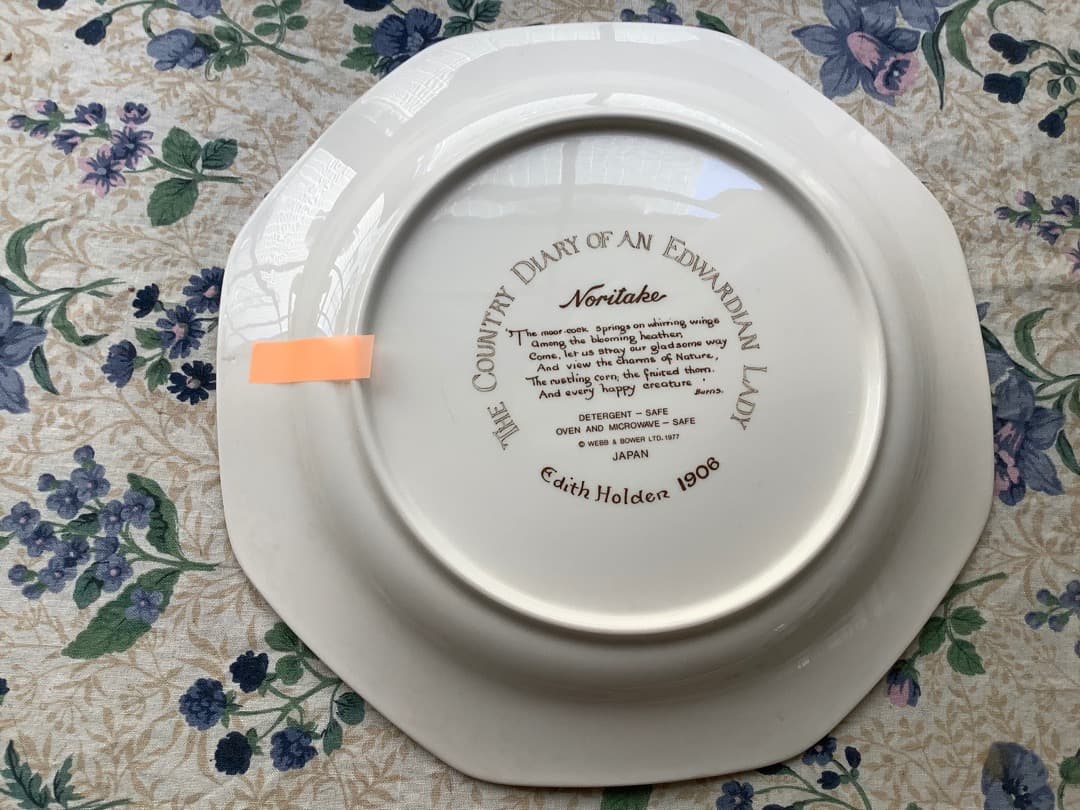 THE COUNTRY DIARY OF AN EDWARDIAN LADY
Noritake
'The moor-cock springs on whirring wings
Among the blooming heather,
Come, let us stray our gladsome way
And view the charms of Nature,
The rustling corn, the fruited thorn.
And every happy creature'
Burns.
DETERGENT – SAFE
OVEN AND MICROWAVE – SAFE
© WEBB & BOWER LTD. 1977
JAPAN
Edith Holden 1906